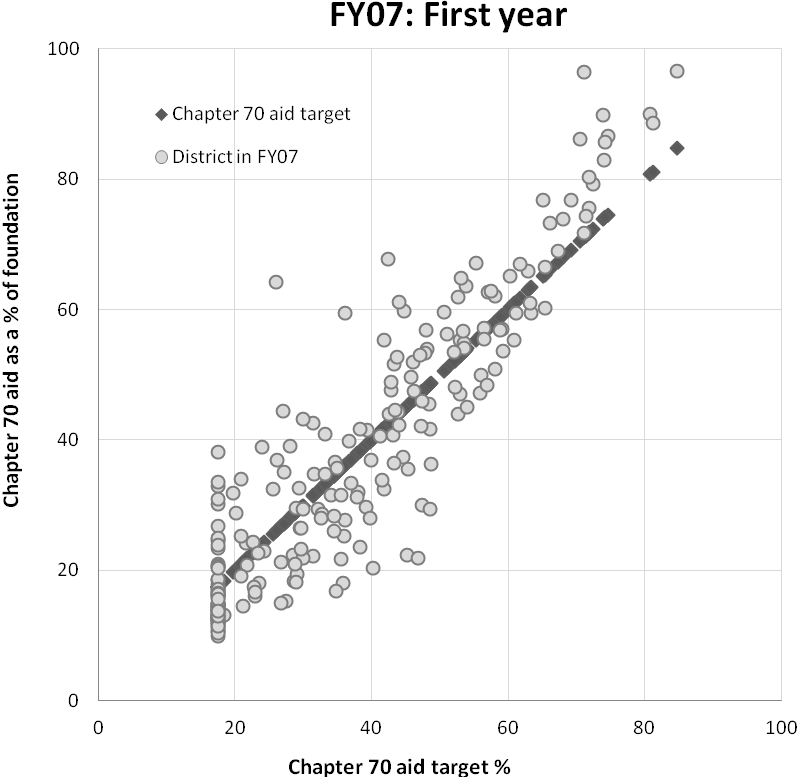 FY07: First year
Chapter 70 aid as a % of foundation
100
80
60
40
20
0
Chapter 70 aid target
District in FY07
0 20 40 60 80 100
Chapter 70 aid target %